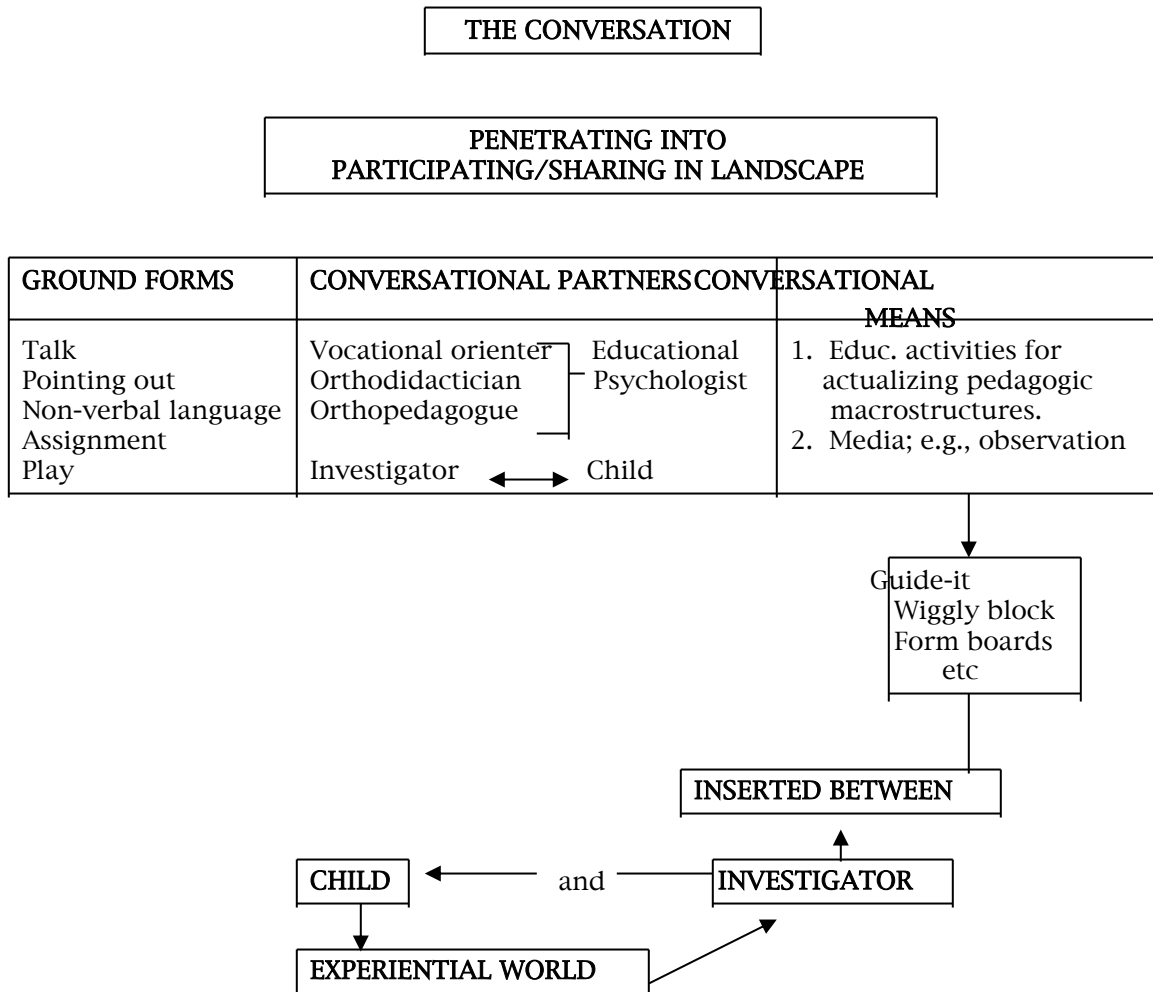 THE CONVERSATION
PENETRATING INTO
PARTICIPATING/SHARING IN LANDSCAPE
GROUND FORMS
Talk
Pointing out
Non-verbal language
Assignment
Play
CONVERSATIONAL PARTNERS
Vocational orienter
Orthodidactician
Orthopedagogue
Educational
Psychologist
Investigator
Child
CONVERSATIONAL
MEANS
1. Educ. activities for
actualizing pedagogic
macrostructures.
2. Media; e.g., observation
Guide-it
Wiggly block
Form boards
etc
INSERTED BETWEEN
CHILD
and
INVESTIGATOR
EXPERIENTIAL WORLD